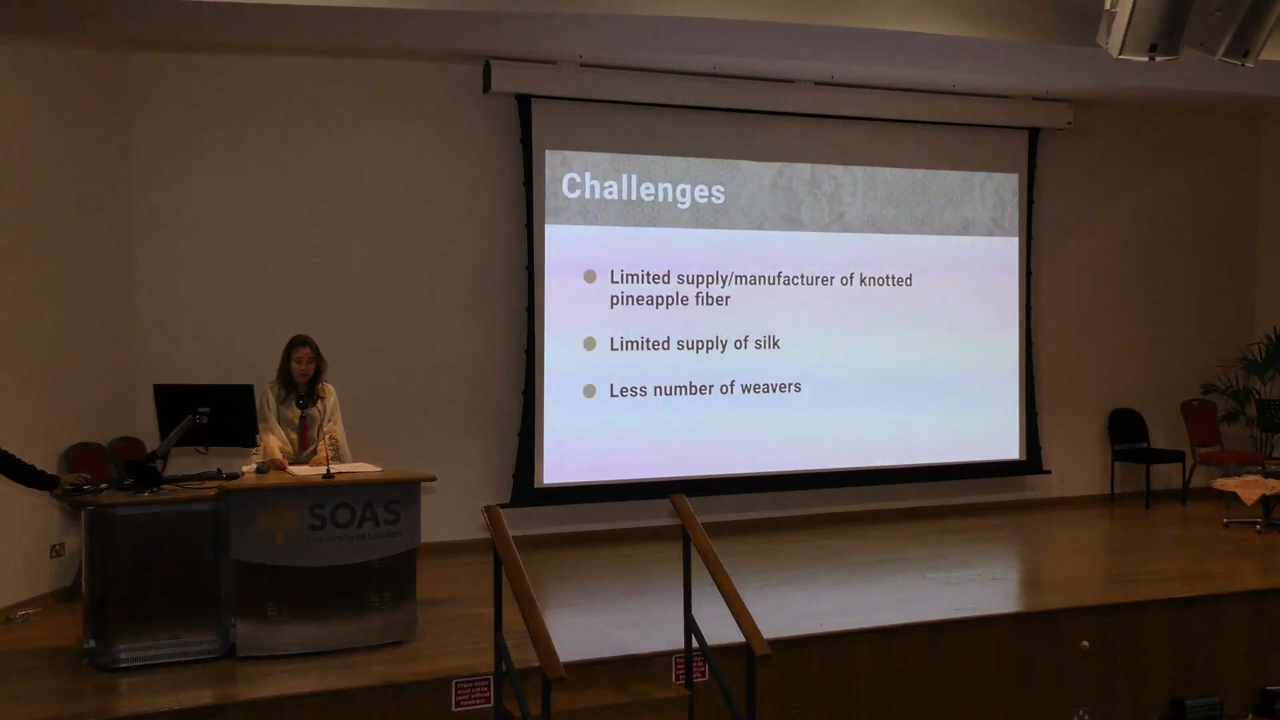 Challenges
Limited supply/manufacturer of knotted
pineapple fiber
Limited supply of silk
Less number of weavers
SOAS
University of London